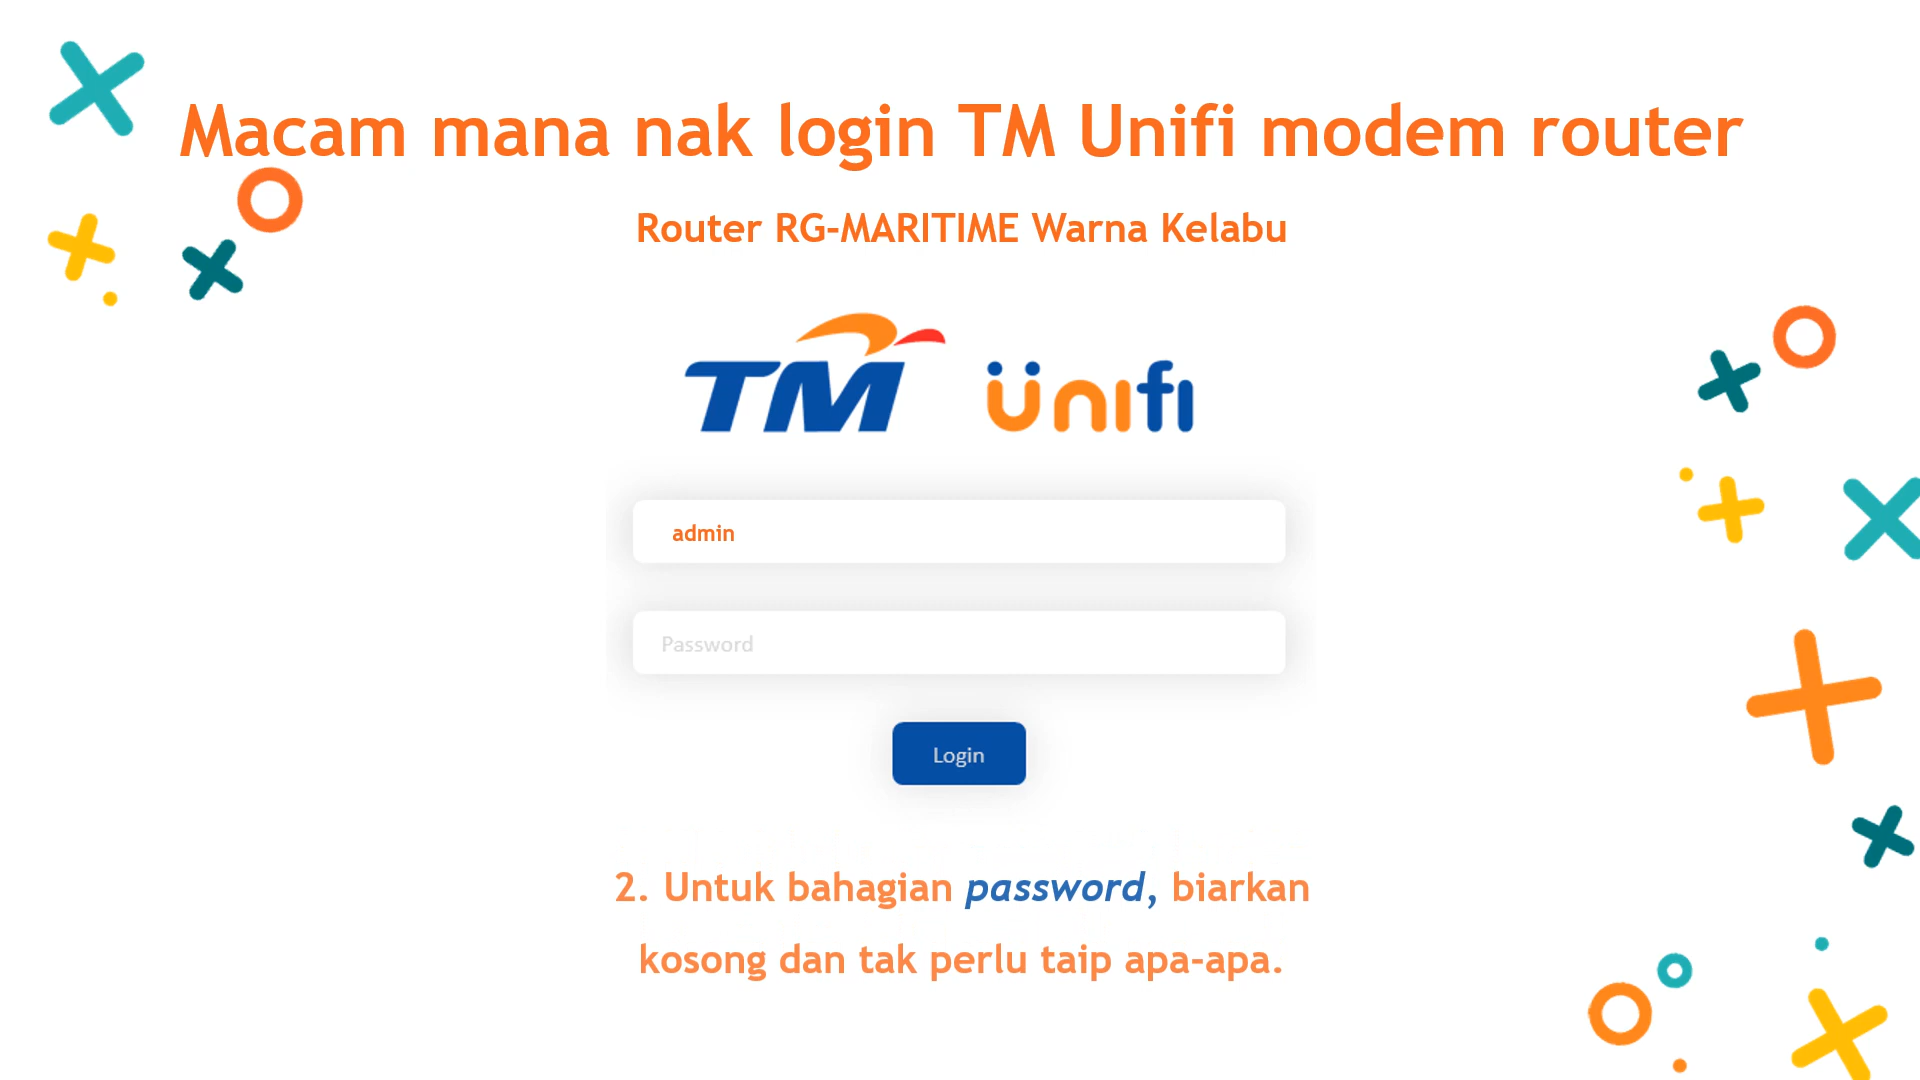 Macam mana nak login TM Unifi modem router
Router RG-MARITIME Warna Kelabu
TM unifi
admin
Password
Login
2. Untuk bahagian password, biarkan
kosong dan tak perlu taip apa-apa.